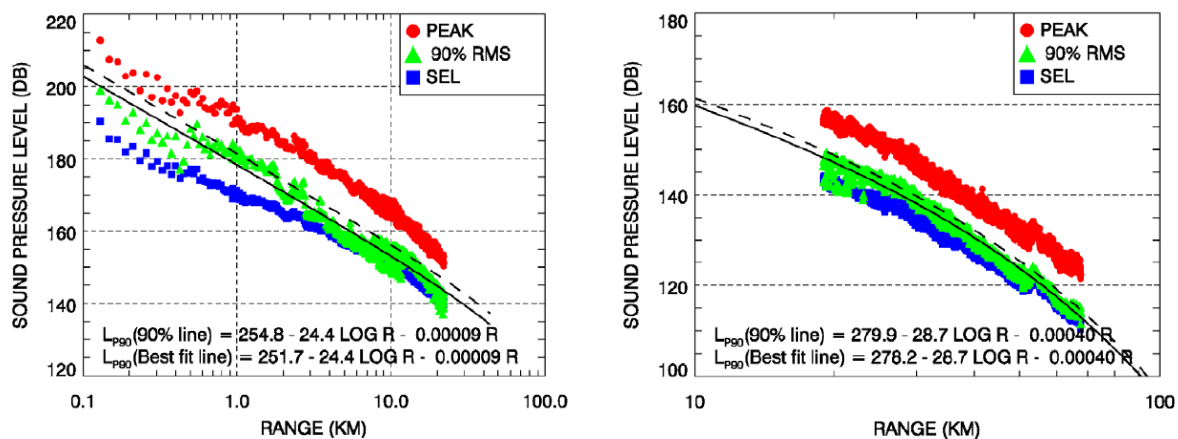 220
200
180
160
140
120
SOUND PRESSURE LEVEL (DB)
PEAK
90% RMS
SEL
L_P90(90% line) = 254.8 - 24.4 LOG R - 0.00009 R
L_P90(Best fit line) = 251.7 - 24.4 LOG R - 0.00009 R
0.1 1.0 10.0 100.0
RANGE (KM)
180
160
140
120
100
SOUND PRESSURE LEVEL (DB)
PEAK
90% RMS
SEL
L_P90(90% line) = 279.9 - 28.7 LOG R - 0.00040 R
L_P90(Best fit line) = 278.2 - 28.7 LOG R - 0.00040 R
10 100
RANGE (KM)